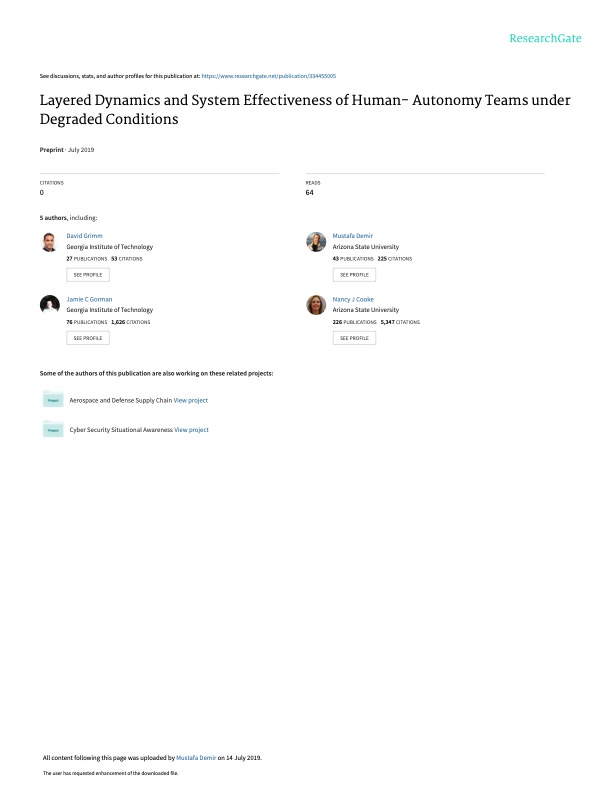 ResearchGate
See discussions, stats, and author profiles for this publication at: https://www.researchgate.net/publication/334455005
Layered Dynamics and System Effectiveness of Human− Autonomy Teams under
Degraded Conditions
Preprint · July 2019
CITATIONS
0
READS
64
5 authors, including:
David Grimm
Georgia Institute of Technology
27 PUBLICATIONS 53 CITATIONS
SEE PROFILE
Mustafa Demir
Arizona State University
43 PUBLICATIONS 225 CITATIONS
SEE PROFILE
Jamie C Gorman
Georgia Institute of Technology
76 PUBLICATIONS 1,626 CITATIONS
SEE PROFILE
Nancy J Cooke
Arizona State University
226 PUBLICATIONS 5,347 CITATIONS
SEE PROFILE
Some of the authors of this publication are also working on these related projects:
Project
Aerospace and Defense Supply Chain View project
Project
Cyber Security Situational Awareness View project
All content following this page was uploaded by Mustafa Demir on 14 July 2019.
The user has requested enhancement of the downloaded file.